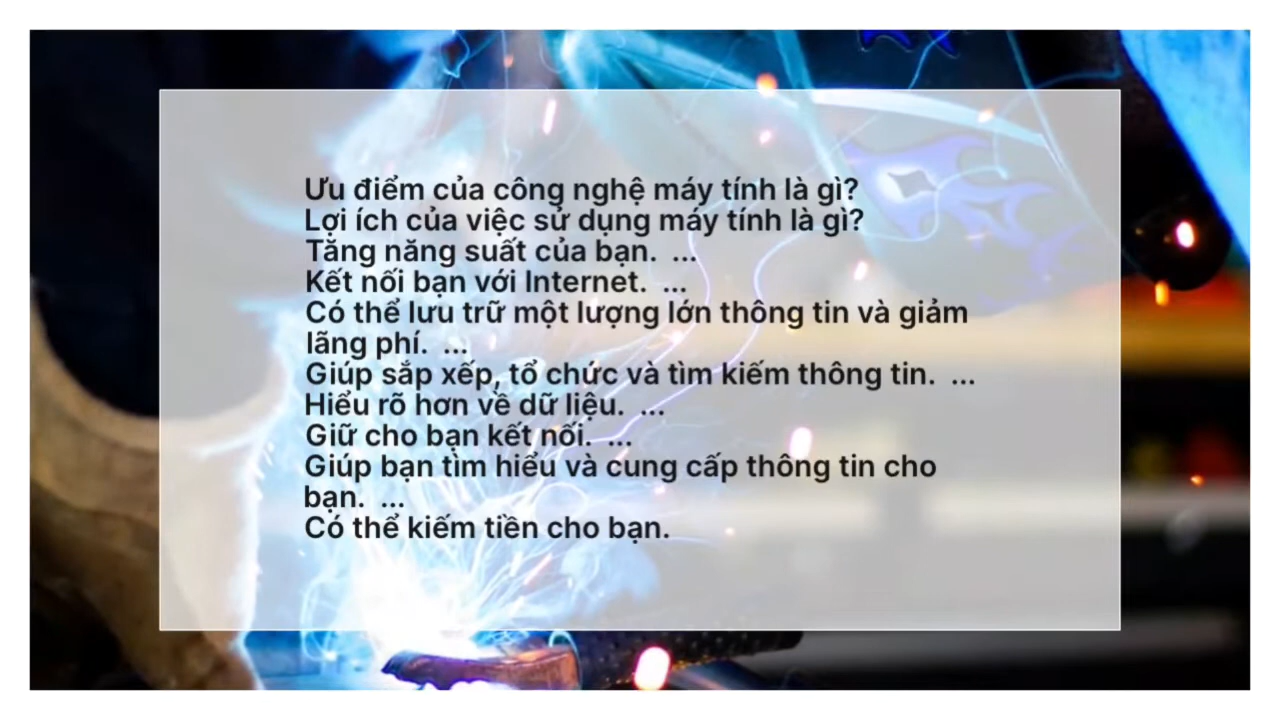 Ưu điểm của công nghệ máy tính là gì?
Lợi ích của việc sử dụng máy tính là gì?
Tăng năng suất của bạn. ...
Kết nối bạn với Internet. ...
Có thể lưu trữ một lượng lớn thông tin và giảm
lãng phí. ...
Giúp sắp xếp, tổ chức và tìm kiếm thông tin. ...
Hiểu rõ hơn về dữ liệu. ...
Giữ cho bạn kết nối. ...
Giúp bạn tìm hiểu và cung cấp thông tin cho
bạn. ...
Có thể kiếm tiền cho bạn.